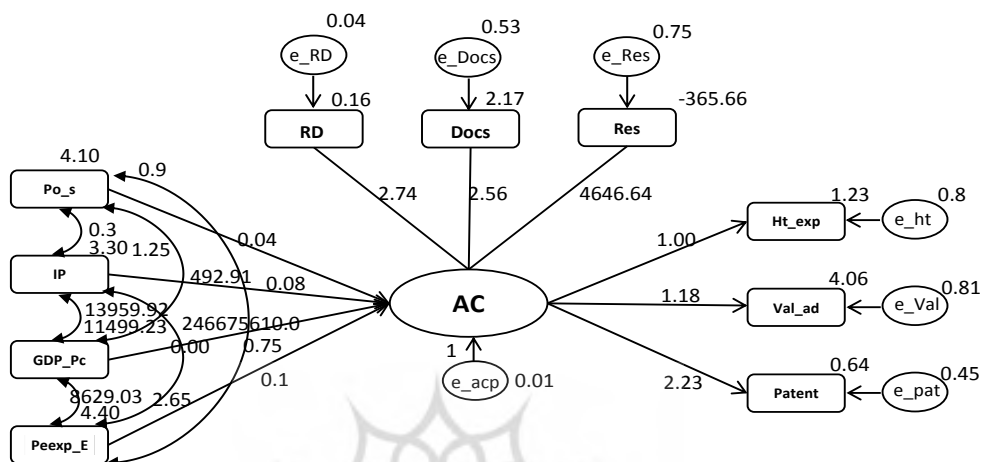 0.04
0.53
0.75
e_RD
e_Docs
e_Res
0.16
2.17
-365.66
RD
Docs
Res
4.10
0.9
Po_s
2.74
2.56
4646.64
1.23
0.8
Ht_exp
e_ht
0.3
3.30
1.25
0.04
1.00
IP
492.91
0.08
4.06
0.81
AC
1.18
Val_ad
e_Val
13959.92
11499.23
246675610.0
GDP_Pc
0.00
0.75
1
0.64
0.45
0.1
e_acp
0.01
2.23
Patent
e_pat
8629.03
2.65
4.40
Peexp_E